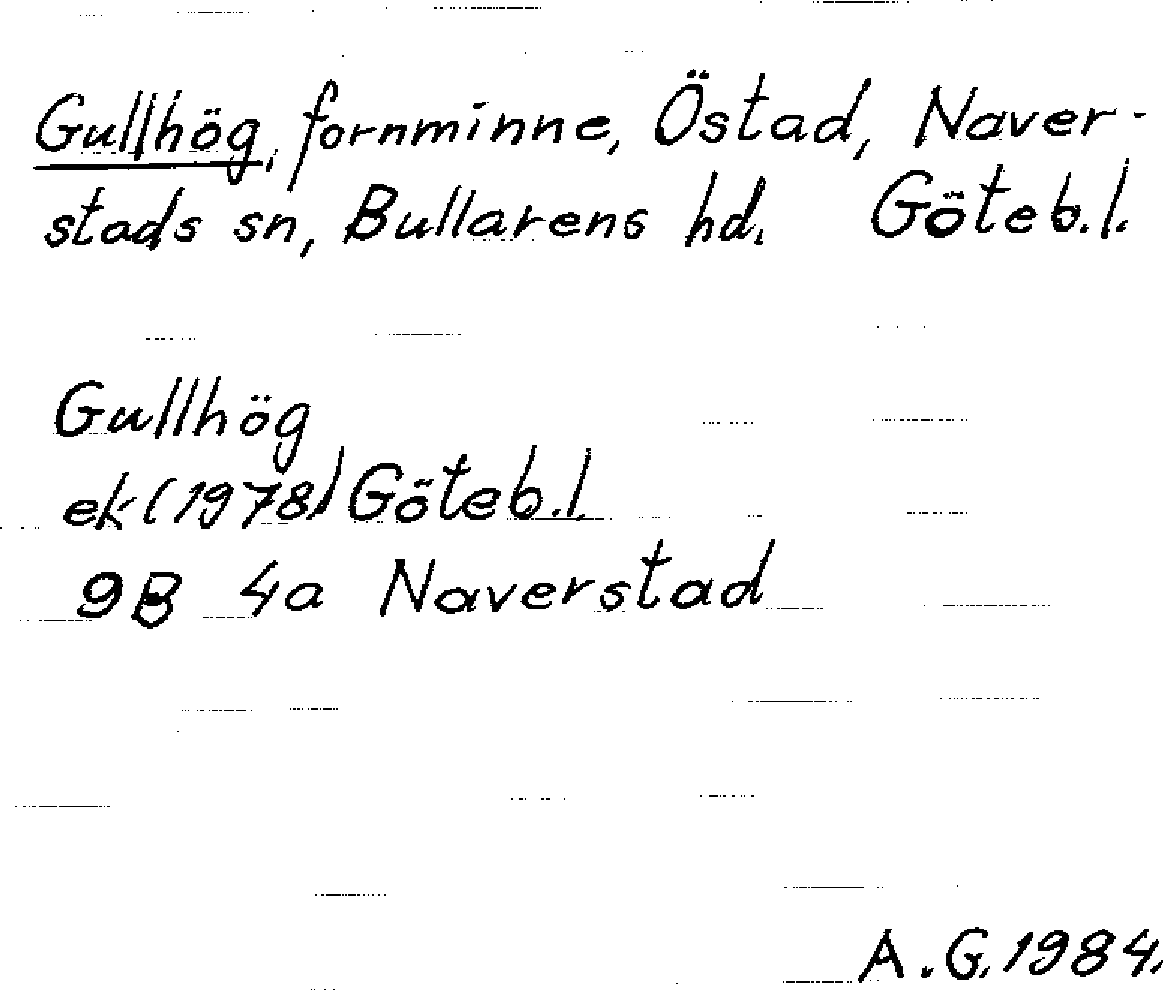 Gullhög, fornminne, Östad, Naver-
stads sn, Bullarens hd. Göteb.l.
Gullhög
ek (1978) Göteb.l.
9B 4a Naverstad
A.G. 1984.